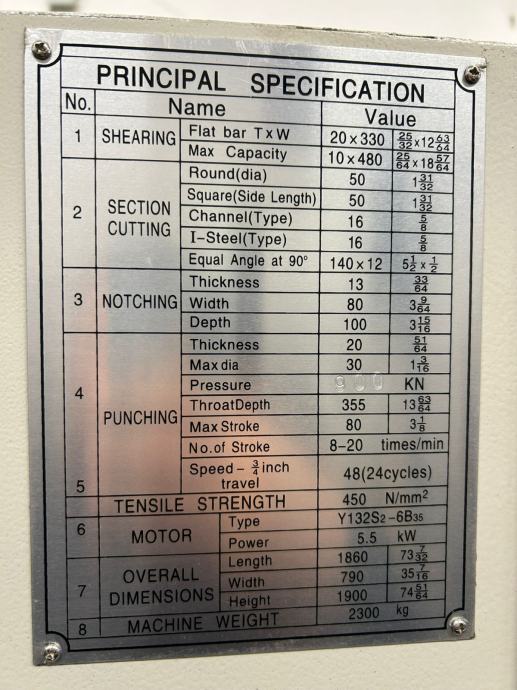 PRINCIPAL SPECIFICATION
No. Name Value
1 SHEARING Flat bar T×W 20×330 25/32×12 63/64
Max Capacity 10×480 25/64×18 57/64
2 SECTION CUTTING Round(dia) 50 1 31/32
Square(Side Length) 50 1 31/32
Channel(Type) 16 5/8
I-Steel(Type) 16 5/8
Equal Angle at 90° 140×12 5 1/2 × 1/2
3 NOTCHING Thickness 13 33/64
Width 80 3 9/64
Depth 100 3 15/16
4 PUNCHING Thickness 20 51/64
Max dia 30 1 3/16
Pressure 900 KN
ThroatDepth 355 13 63/64
Max Stroke 80 3 1/8
No.of Stroke 8-20 times/min
Speed- 3/4 inch travel 48(24cycles)
5 TENSILE STRENGTH 450 N/mm²
6 MOTOR Type Y132S2-6B35
Power 5.5 kW
7 OVERALL DIMENSIONS Length 1860 73 7/32
Width 790 35 7/16
Height 1900 74 51/64
8 MACHINE WEIGHT 2300 kg